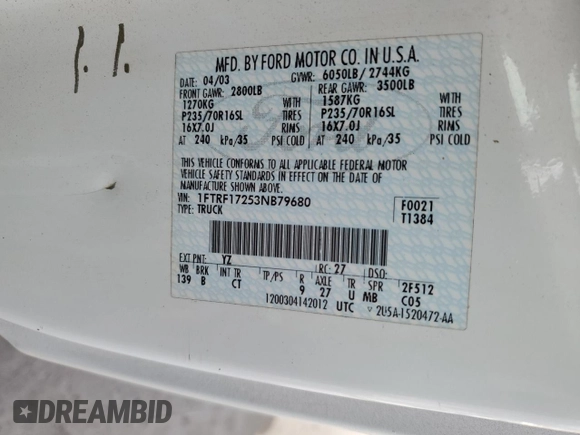 MFD. BY FORD MOTOR CO. IN U.S.A.
DATE: 04/03 GVWR: 6050LB/ 2744KG
FRONT GAWR: 2800LB REAR GAWR: 3500LB
1270KG WITH 1587KG WITH
P235/70R16SL TIRES P235/70R16SL TIRES
16X7.0J RIMS 16X7.0J RIMS
AT 240 kPa/35 PSI COLD AT 240 kPa/35 PSI COLD
THIS VEHICLE CONFORMS TO ALL APPLICABLE FEDERAL MOTOR
VEHICLE SAFETY STANDARDS IN EFFECT ON THE DATE OF
MANUFACTURE SHOWN ABOVE.
VIN: 1FTRF17253NB79680 F0021
TYPE: TRUCK T1384
EXT PNT: YZ RC: 27 DSO:
WB BRK INT TR TP/PS R AXLE TR SPR 2F512
139 B CT 9 27 U MB C05
1200304142012 UTC
V 2U5A-1520472-AA
DREAMBID